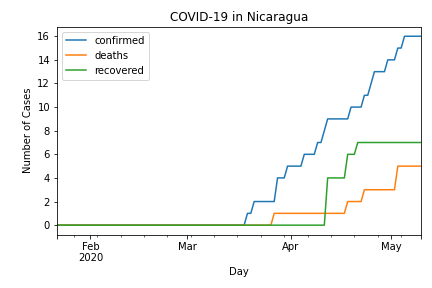 COVID-19 in Nicaragua
confirmed
deaths
recovered
Number of Cases
16
14
12
10
8
6
4
2
0
Feb
2020
Mar
Apr
May
Day